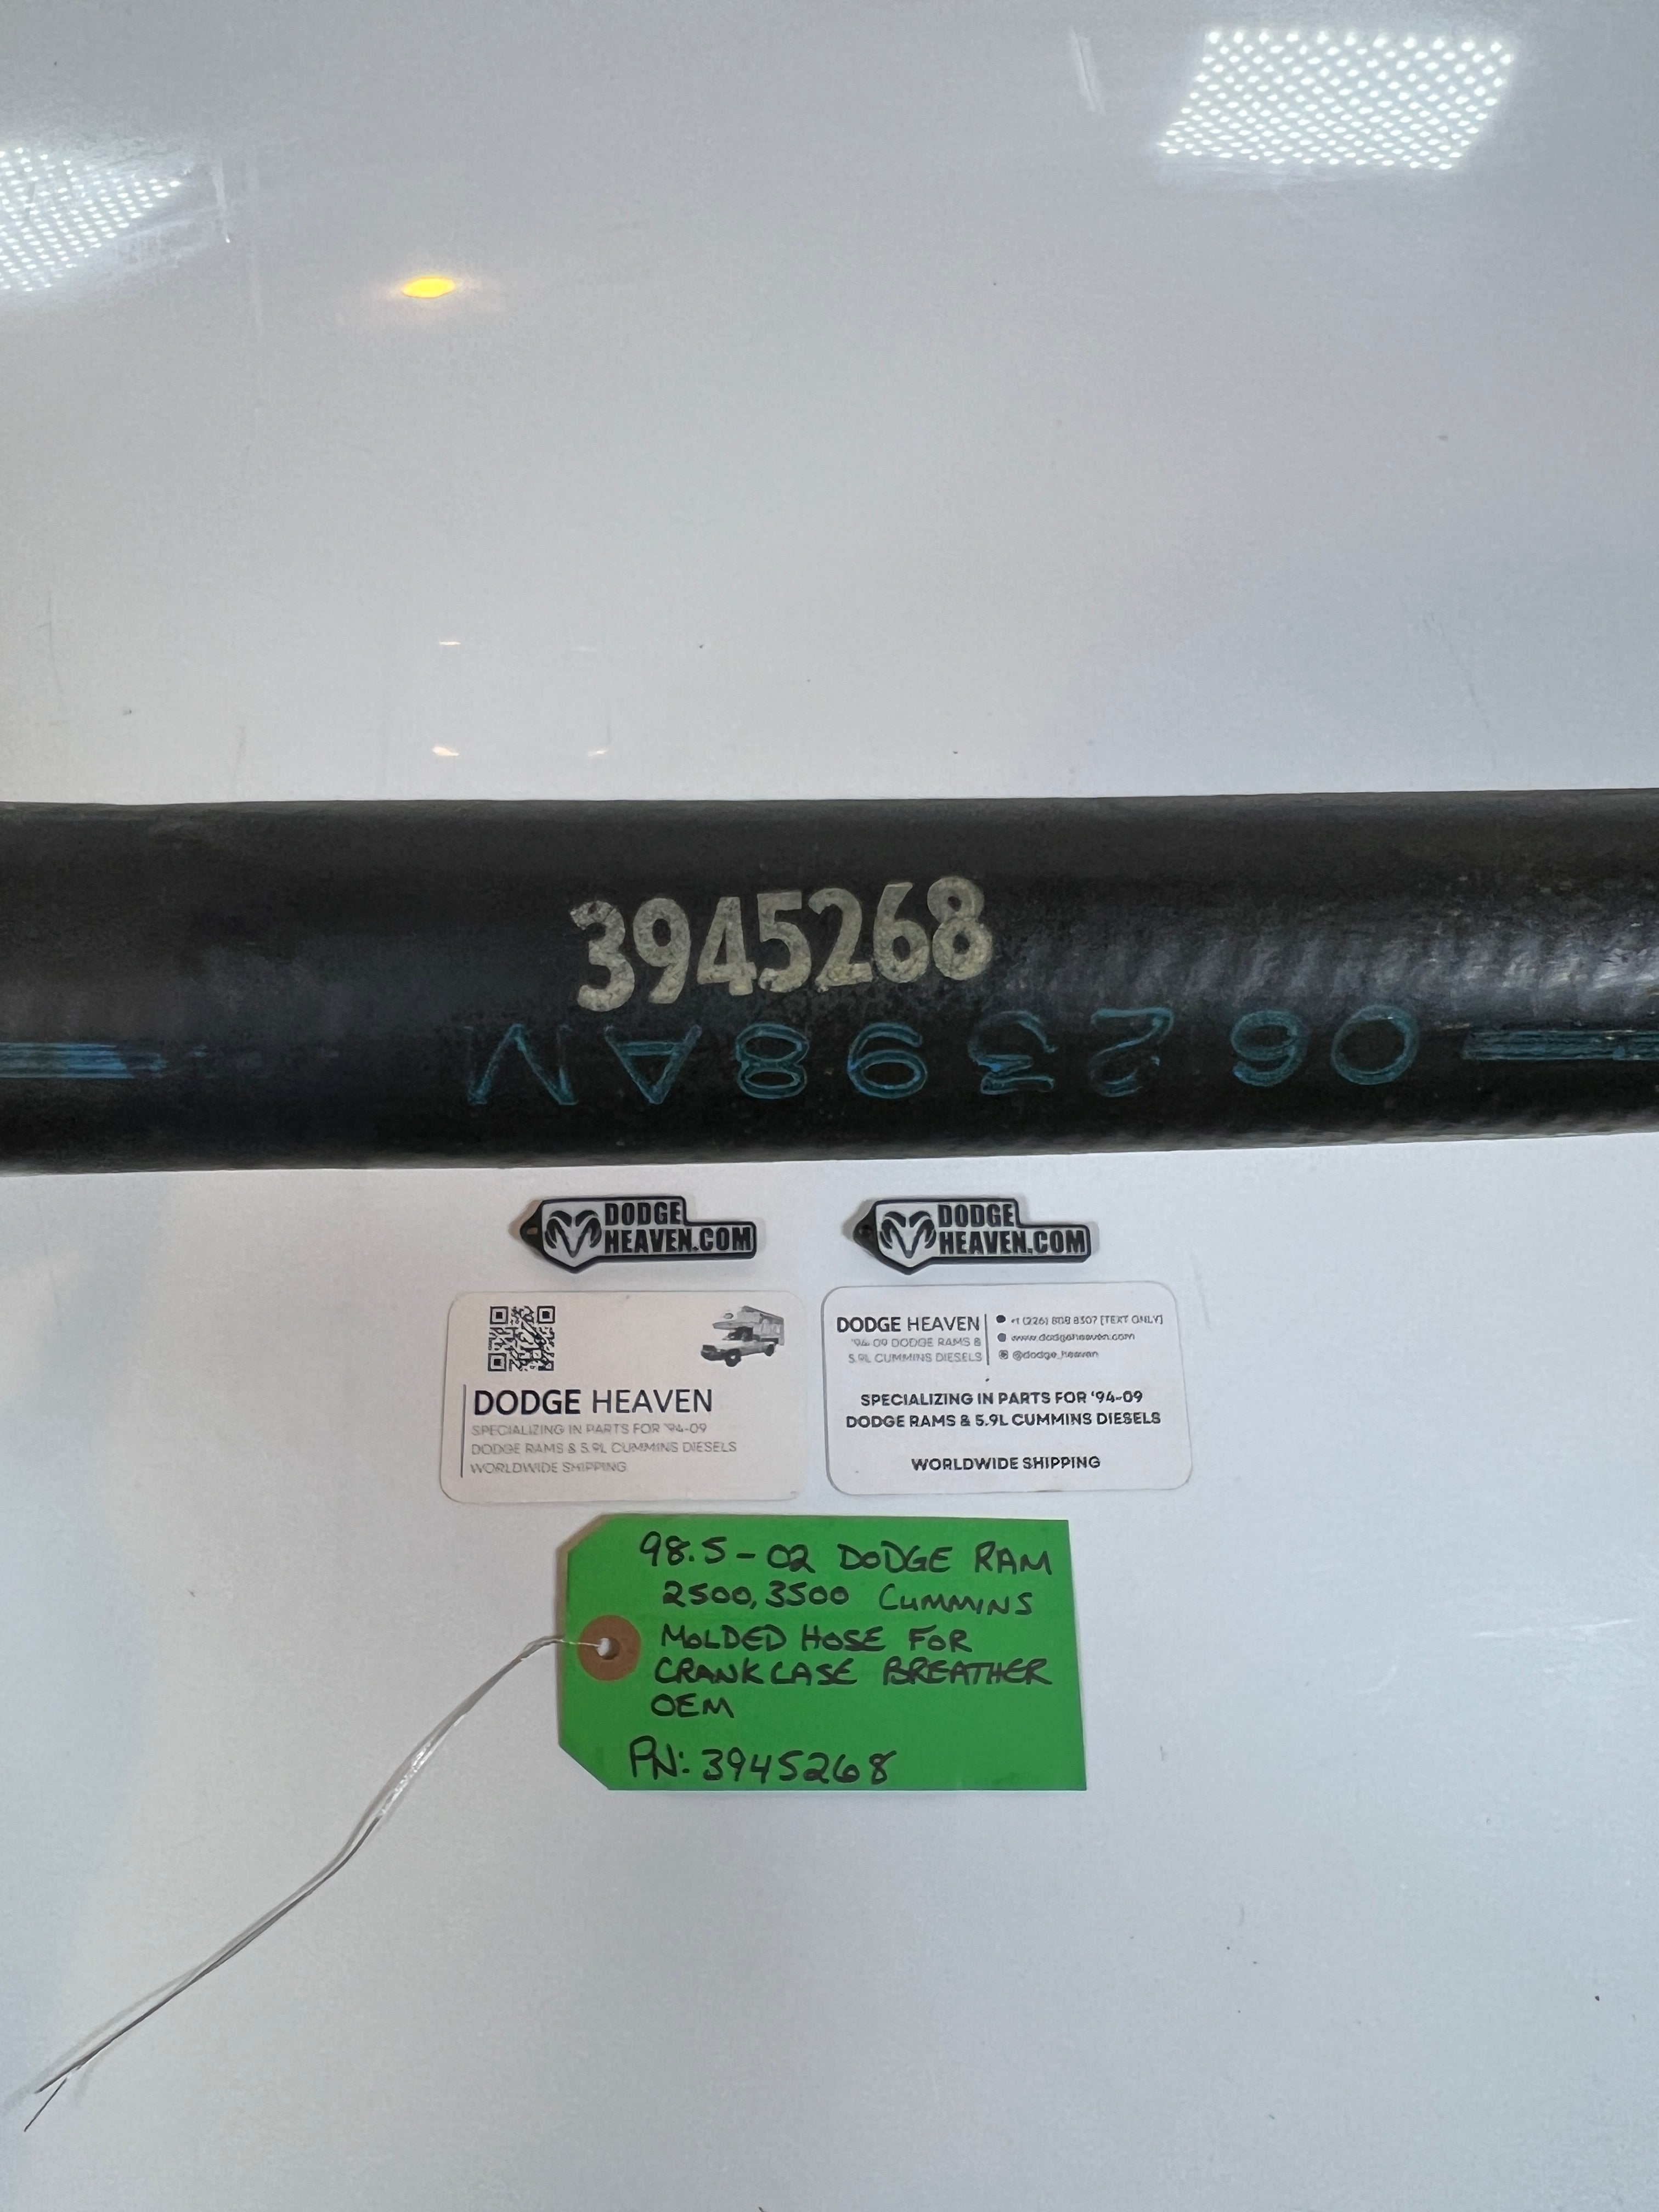 3945268
06 23 98AM
DODGE
HEAVEN.COM
DODGE
HEAVEN.COM
DODGE HEAVEN
SPECIALIZING IN PARTS FOR '94-09
DODGE RAMS & 5.9L CUMMINS DIESELS
WORLDWIDE SHIPPING
DODGE HEAVEN
'94-09 DODGE RAMS &
5.9L CUMMINS DIESELS
+1 (226) 808 8307 [TEXT ONLY]
www.dodgeheaven.com
@dodge_heaven
SPECIALIZING IN PARTS FOR '94-09
DODGE RAMS & 5.9L CUMMINS DIESELS
WORLDWIDE SHIPPING
98.5-02 DODGE RAM
2500,3500 CUMMINS
MOLDED HOSE FOR
CRANKCASE BREATHER
OEM
PN: 3945268